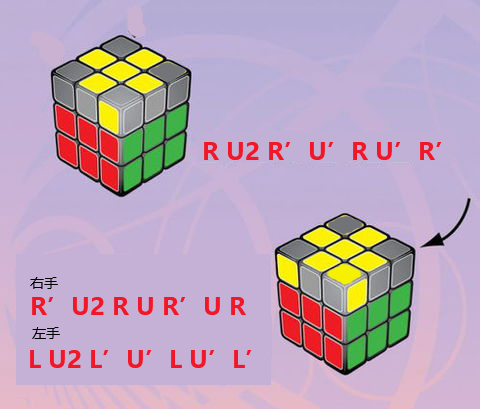 R U2 R′ U′ R U′ R′
右手
R′ U2 R U R′ U R
左手
L U2 L′ U′ L U′ L′